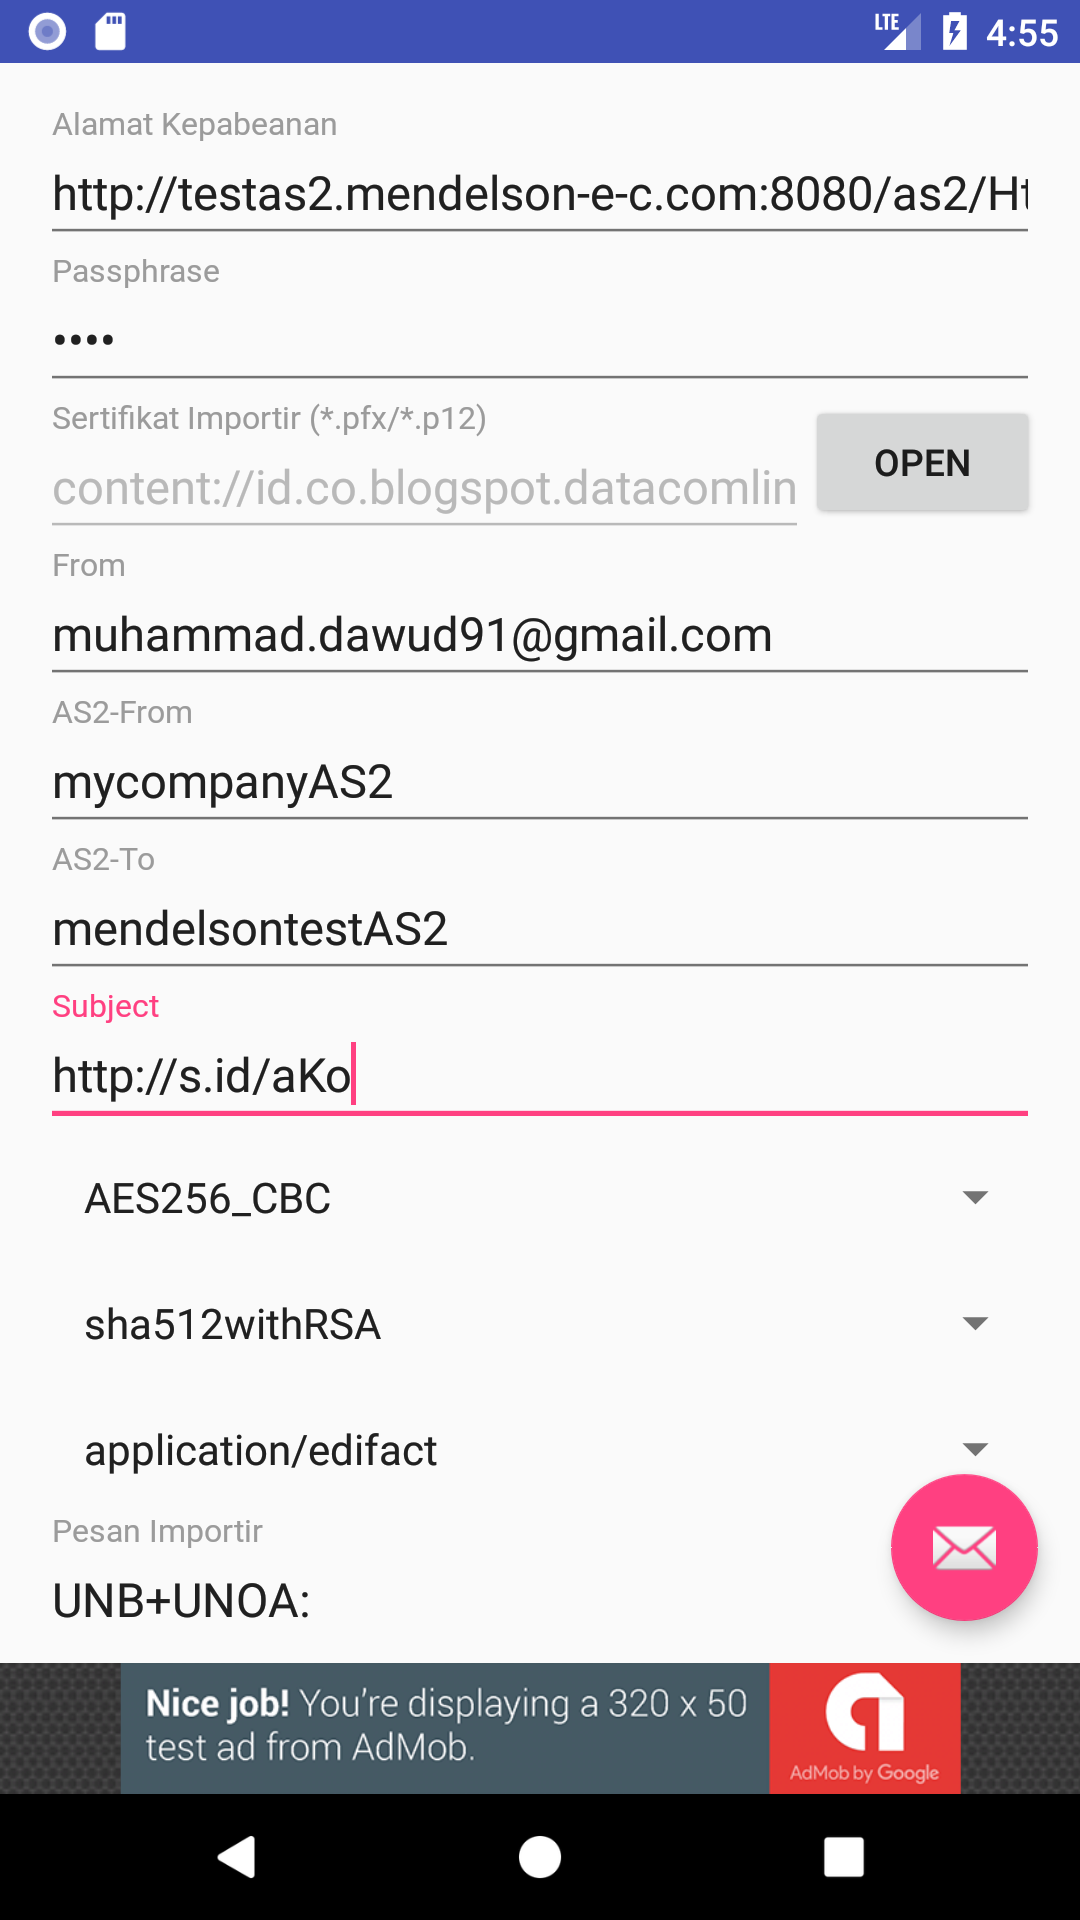 LTE 4:55
Alamat Kepabeanan
http://testas2.mendelson-e-c.com:8080/as2/Ht
Passphrase
••••
Sertifikat Importir (*.pfx/*.p12)
content://id.co.blogspot.datacomlin
OPEN
From
muhammad.dawud91@gmail.com
AS2-From
mycompanyAS2
AS2-To
mendelsontestAS2
Subject
http://s.id/aKo
AES256_CBC
sha512withRSA
application/edifact
Pesan Importir
UNB+UNOA:
Nice job! You’re displaying a 320 x 50
test ad from AdMob.
AdMob by Google